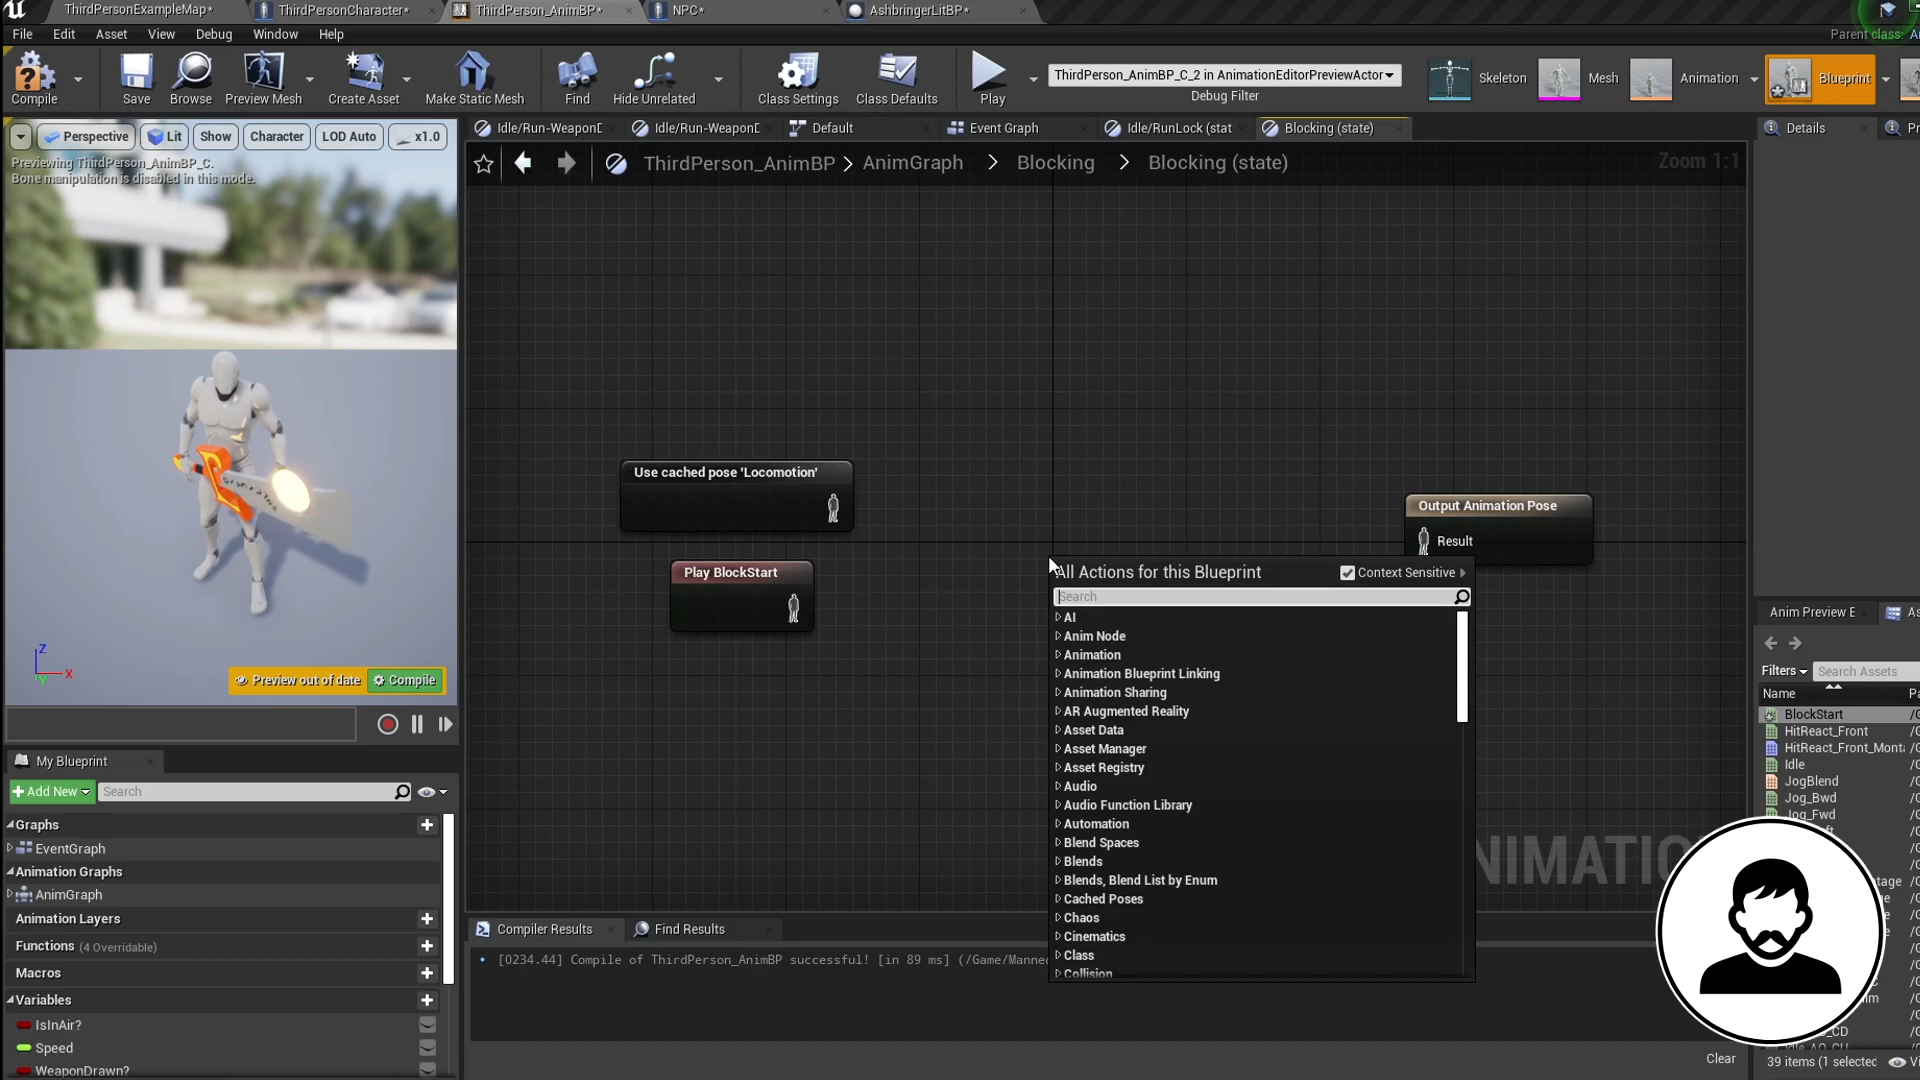 ThirdPersonExampleMap*
ThirdPersonCharacter*
ThirdPerson_AnimBP*
NPC*
AshbringerLitBP*
File Edit Asset View Debug Window Help
Parent class:
Compile
Save
Browse
Preview Mesh
Create Asset
Make Static Mesh
Find
Hide Unrelated
Class Settings
Class Defaults
Play
ThirdPerson_AnimBP_C_2 in AnimationEditorPreviewActor
Debug Filter
Skeleton
Mesh
Animation
Blueprint
Perspective
Lit
Show
Character
LOD Auto
x1.0
Previewing ThirdPerson_AnimBP_C.
Bone manipulation is disabled in this mode.
Idle/Run-WeaponD
Idle/Run-WeaponD
Default
Event Graph
Idle/RunLock (stat
Blocking (state)
Details
ThirdPerson_AnimBP > AnimGraph > Blocking > Blocking (state)
Zoom 1:1
Use cached pose 'Locomotion'
Play BlockStart
Output Animation Pose
Result
All Actions for this Blueprint
Context Sensitive
Search
AI
Anim Node
Animation
Animation Blueprint Linking
Animation Sharing
AR Augmented Reality
Asset Data
Asset Manager
Asset Registry
Audio
Audio Function Library
Automation
Blend Spaces
Blends
Blends, Blend List by Enum
Cached Poses
Chaos
Cinematics
Class
Collision
NIMATIO
Z
X
Y
Preview out of date
Compile
My Blueprint
+ Add New
Search
Graphs
EventGraph
Animation Graphs
AnimGraph
Animation Layers
Functions (4 Overridable)
Macros
Variables
IsInAir?
Speed
WeaponDrawn?
Compiler Results
Find Results
• [0234.44] Compile of ThirdPerson_AnimBP successful! [in 89 ms] (/Game/Manne
Clear
Anim Preview E
As
Filters
Search Assets
Name
BlockStart
HitReact_Front
HitReact_Front_Monta
Idle
JogBlend
Jog_Bwd
Jog_Fwd
39 items (1 selected